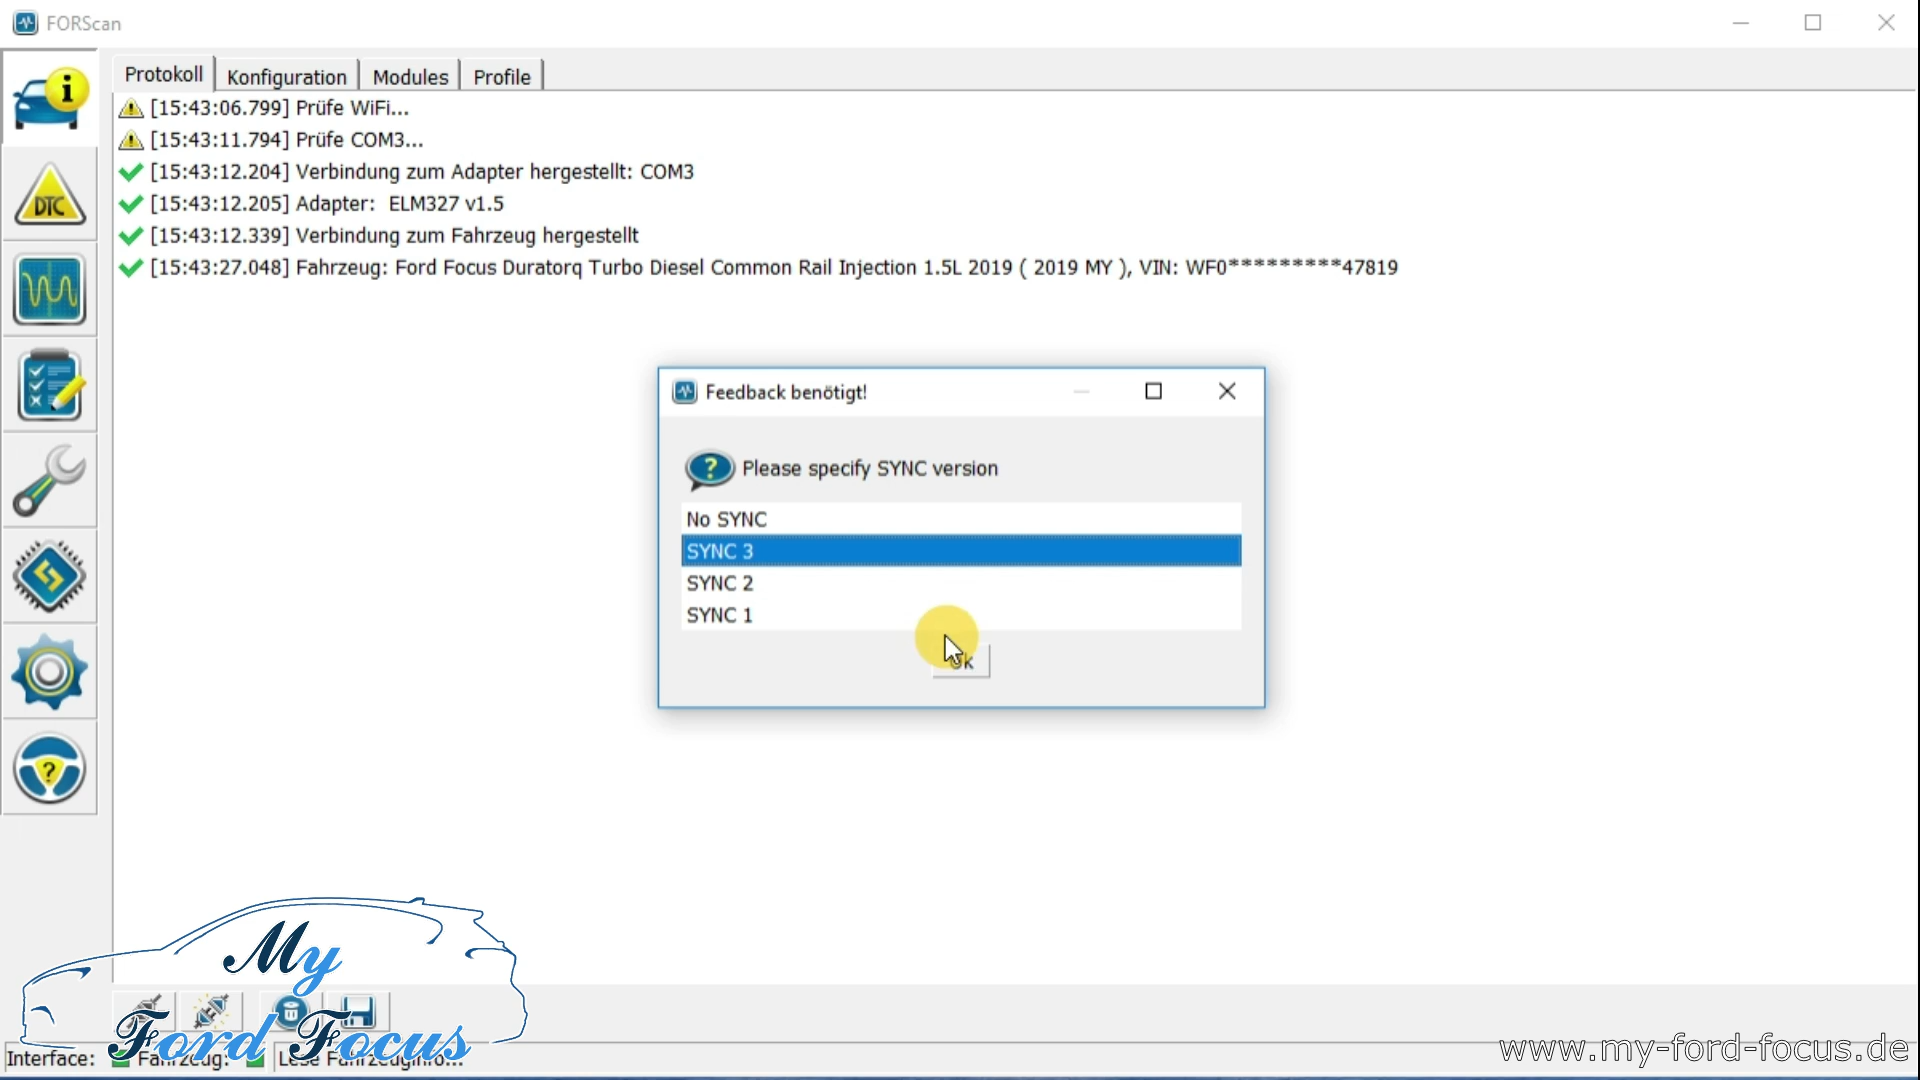 FORScan
Protokoll Konfiguration Modules Profile
[15:43:06.799] Prüfe WiFi...
[15:43:11.794] Prüfe COM3...
[15:43:12.204] Verbindung zum Adapter hergestellt: COM3
[15:43:12.205] Adapter: ELM327 v1.5
[15:43:12.339] Verbindung zum Fahrzeug hergestellt
[15:43:27.048] Fahrzeug: Ford Focus Duratorq Turbo Diesel Common Rail Injection 1.5L 2019 ( 2019 MY ), VIN: WF0*********47819
DTC
Feedback benötigt!
Please specify SYNC version
No SYNC
SYNC 3
SYNC 2
SYNC 1
Ok
My
Ford Focus
Interface: Fahrzeug: Lese Fahrzeuginfo...
www.my-ford-focus.de